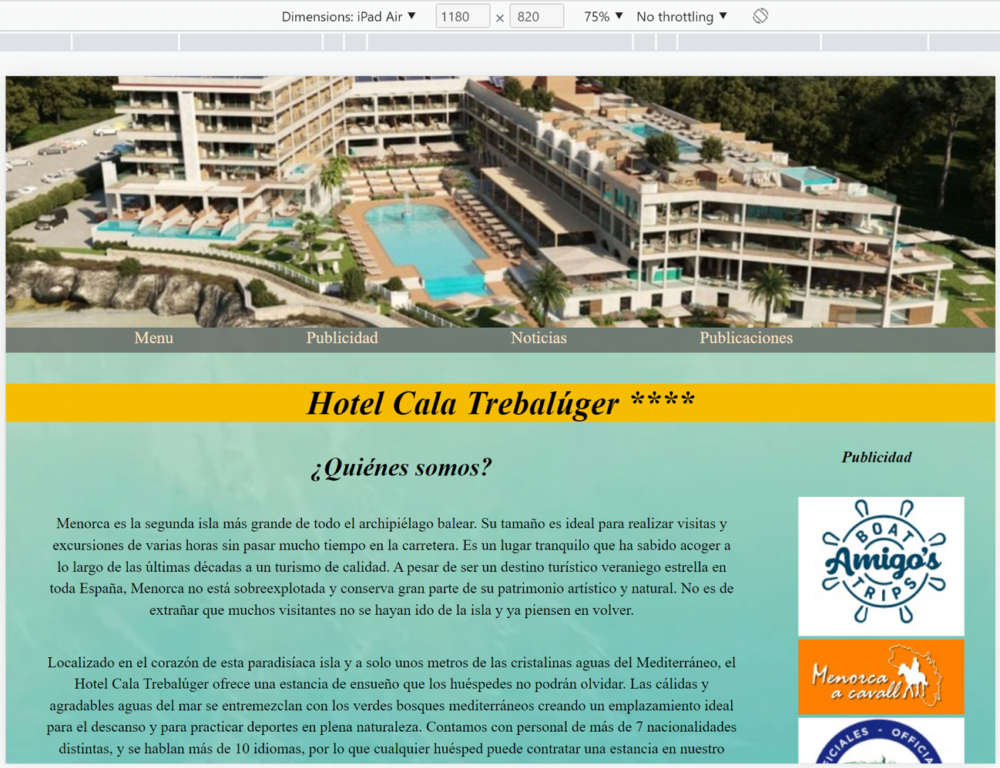 Dimensions: iPad Air ▼ 1180 × 820 75% ▼ No throttling ▼
Menu Publicidad Noticias Publicaciones
Hotel Cala Trebalúger ****
¿Quiénes somos?
Menorca es la segunda isla más grande de todo el archipiélago balear. Su tamaño es ideal para realizar visitas y
excursiones de varias horas sin pasar mucho tiempo en la carretera. Es un lugar tranquilo que ha sabido acoger a
lo largo de las últimas décadas a un turismo de calidad. A pesar de ser un destino turístico veraniego estrella en
toda España, Menorca no está sobreexplotada y conserva gran parte de su patrimonio artístico y natural. No es de
extrañar que muchos visitantes no se hayan ido de la isla y ya piensen en volver.
Localizado en el corazón de esta paradisíaca isla y a solo unos metros de las cristalinas aguas del Mediterráneo, el
Hotel Cala Trebalúger ofrece una estancia de ensueño que los huéspedes no podrán olvidar. Las cálidas y
agradables aguas del mar se entremezclan con los verdes bosques mediterráneos creando un emplazamiento ideal
para el descanso y para practicar deportes en plena naturaleza. Contamos con personal de más de 7 nacionalidades
distintas, y se hablan más de 10 idiomas, por lo que cualquier huésped puede contratar una estancia en nuestro
Publicidad
BOAT
Amigo's
TRIPS
Menorca
a cavall
ICIALES - OFFICIA